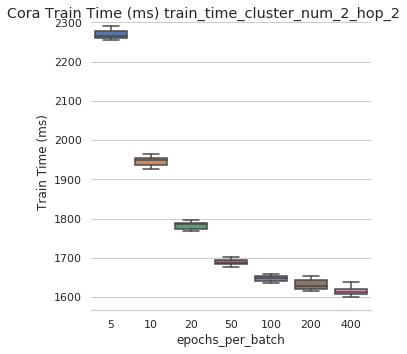 Cora Train Time (ms) train_time_cluster_num_2_hop_2
2300
2200
2100
2000
1900
1800
1700
1600
Train Time (ms)
5 10 20 50 100 200 400
epochs_per_batch